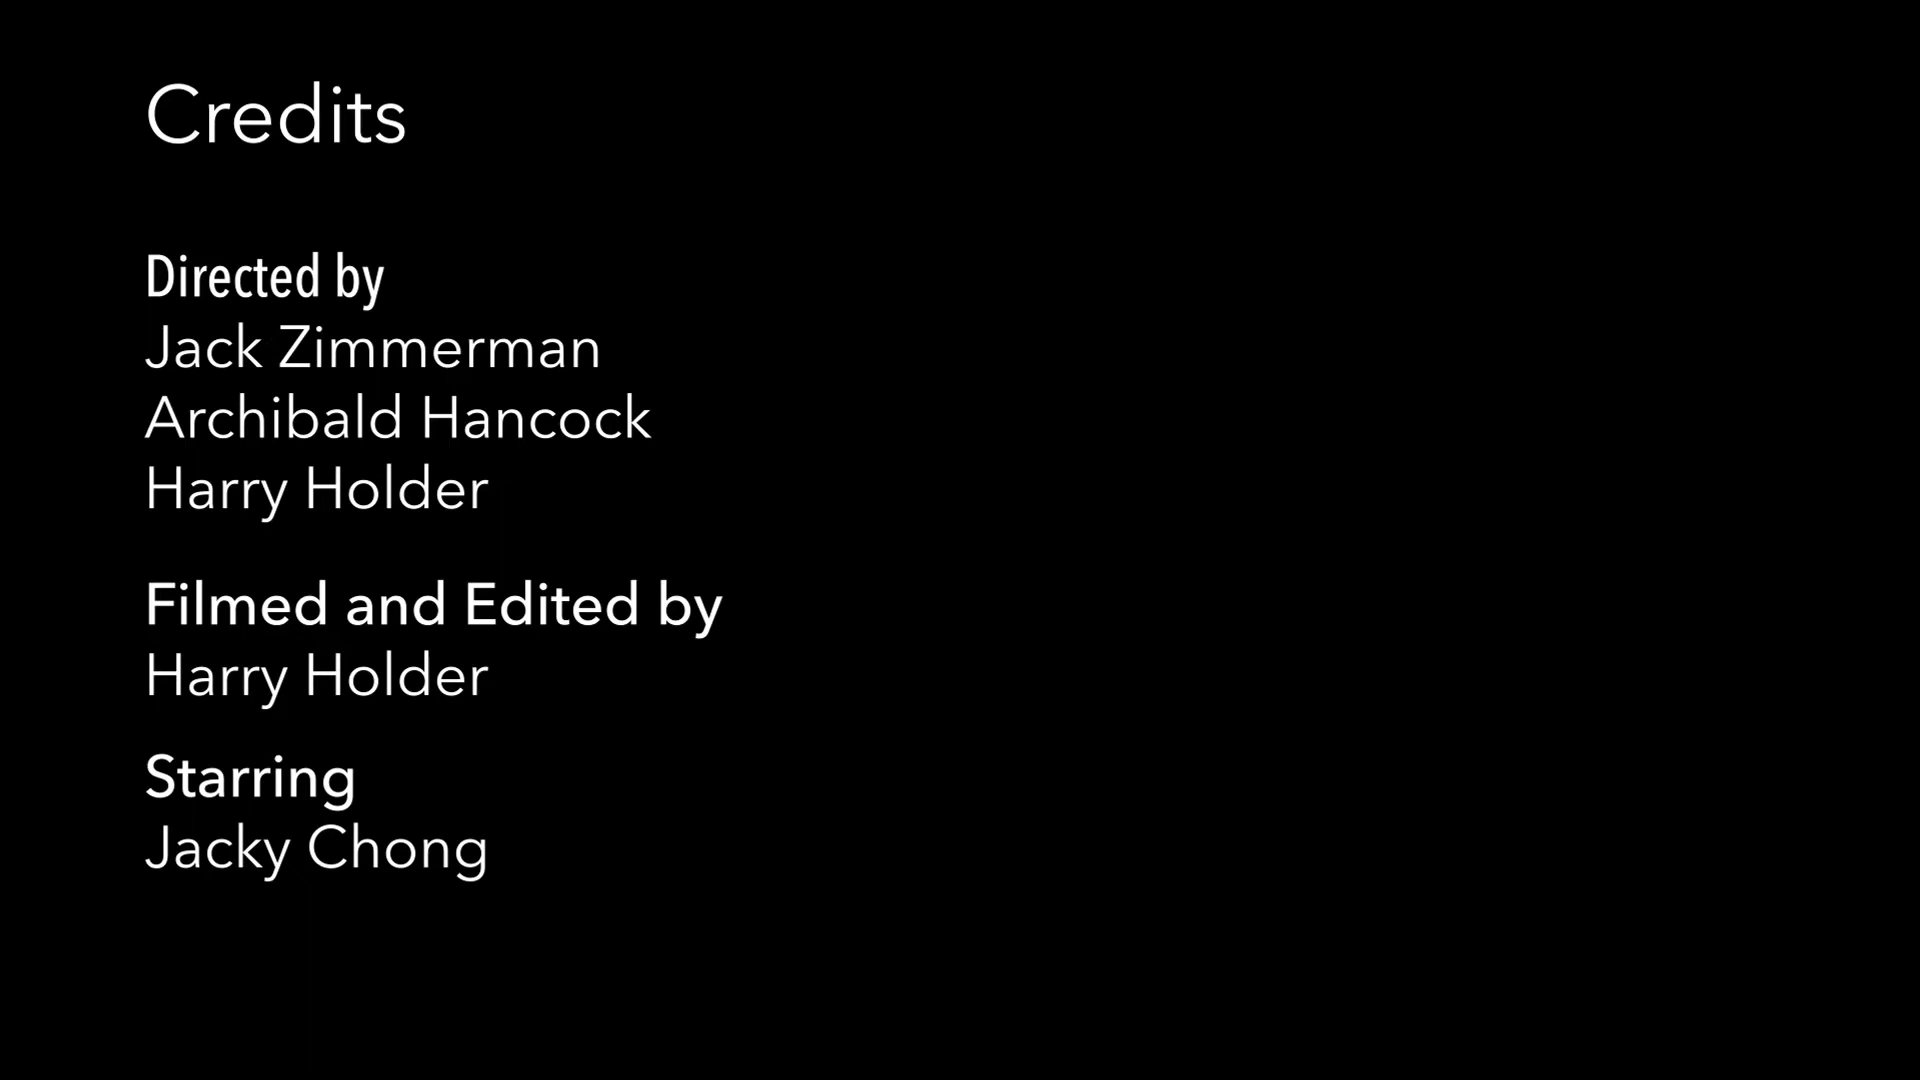 Credits
Directed by
Jack Zimmerman
Archibald Hancock
Harry Holder
Filmed and Edited by
Harry Holder
Starring
Jacky Chong